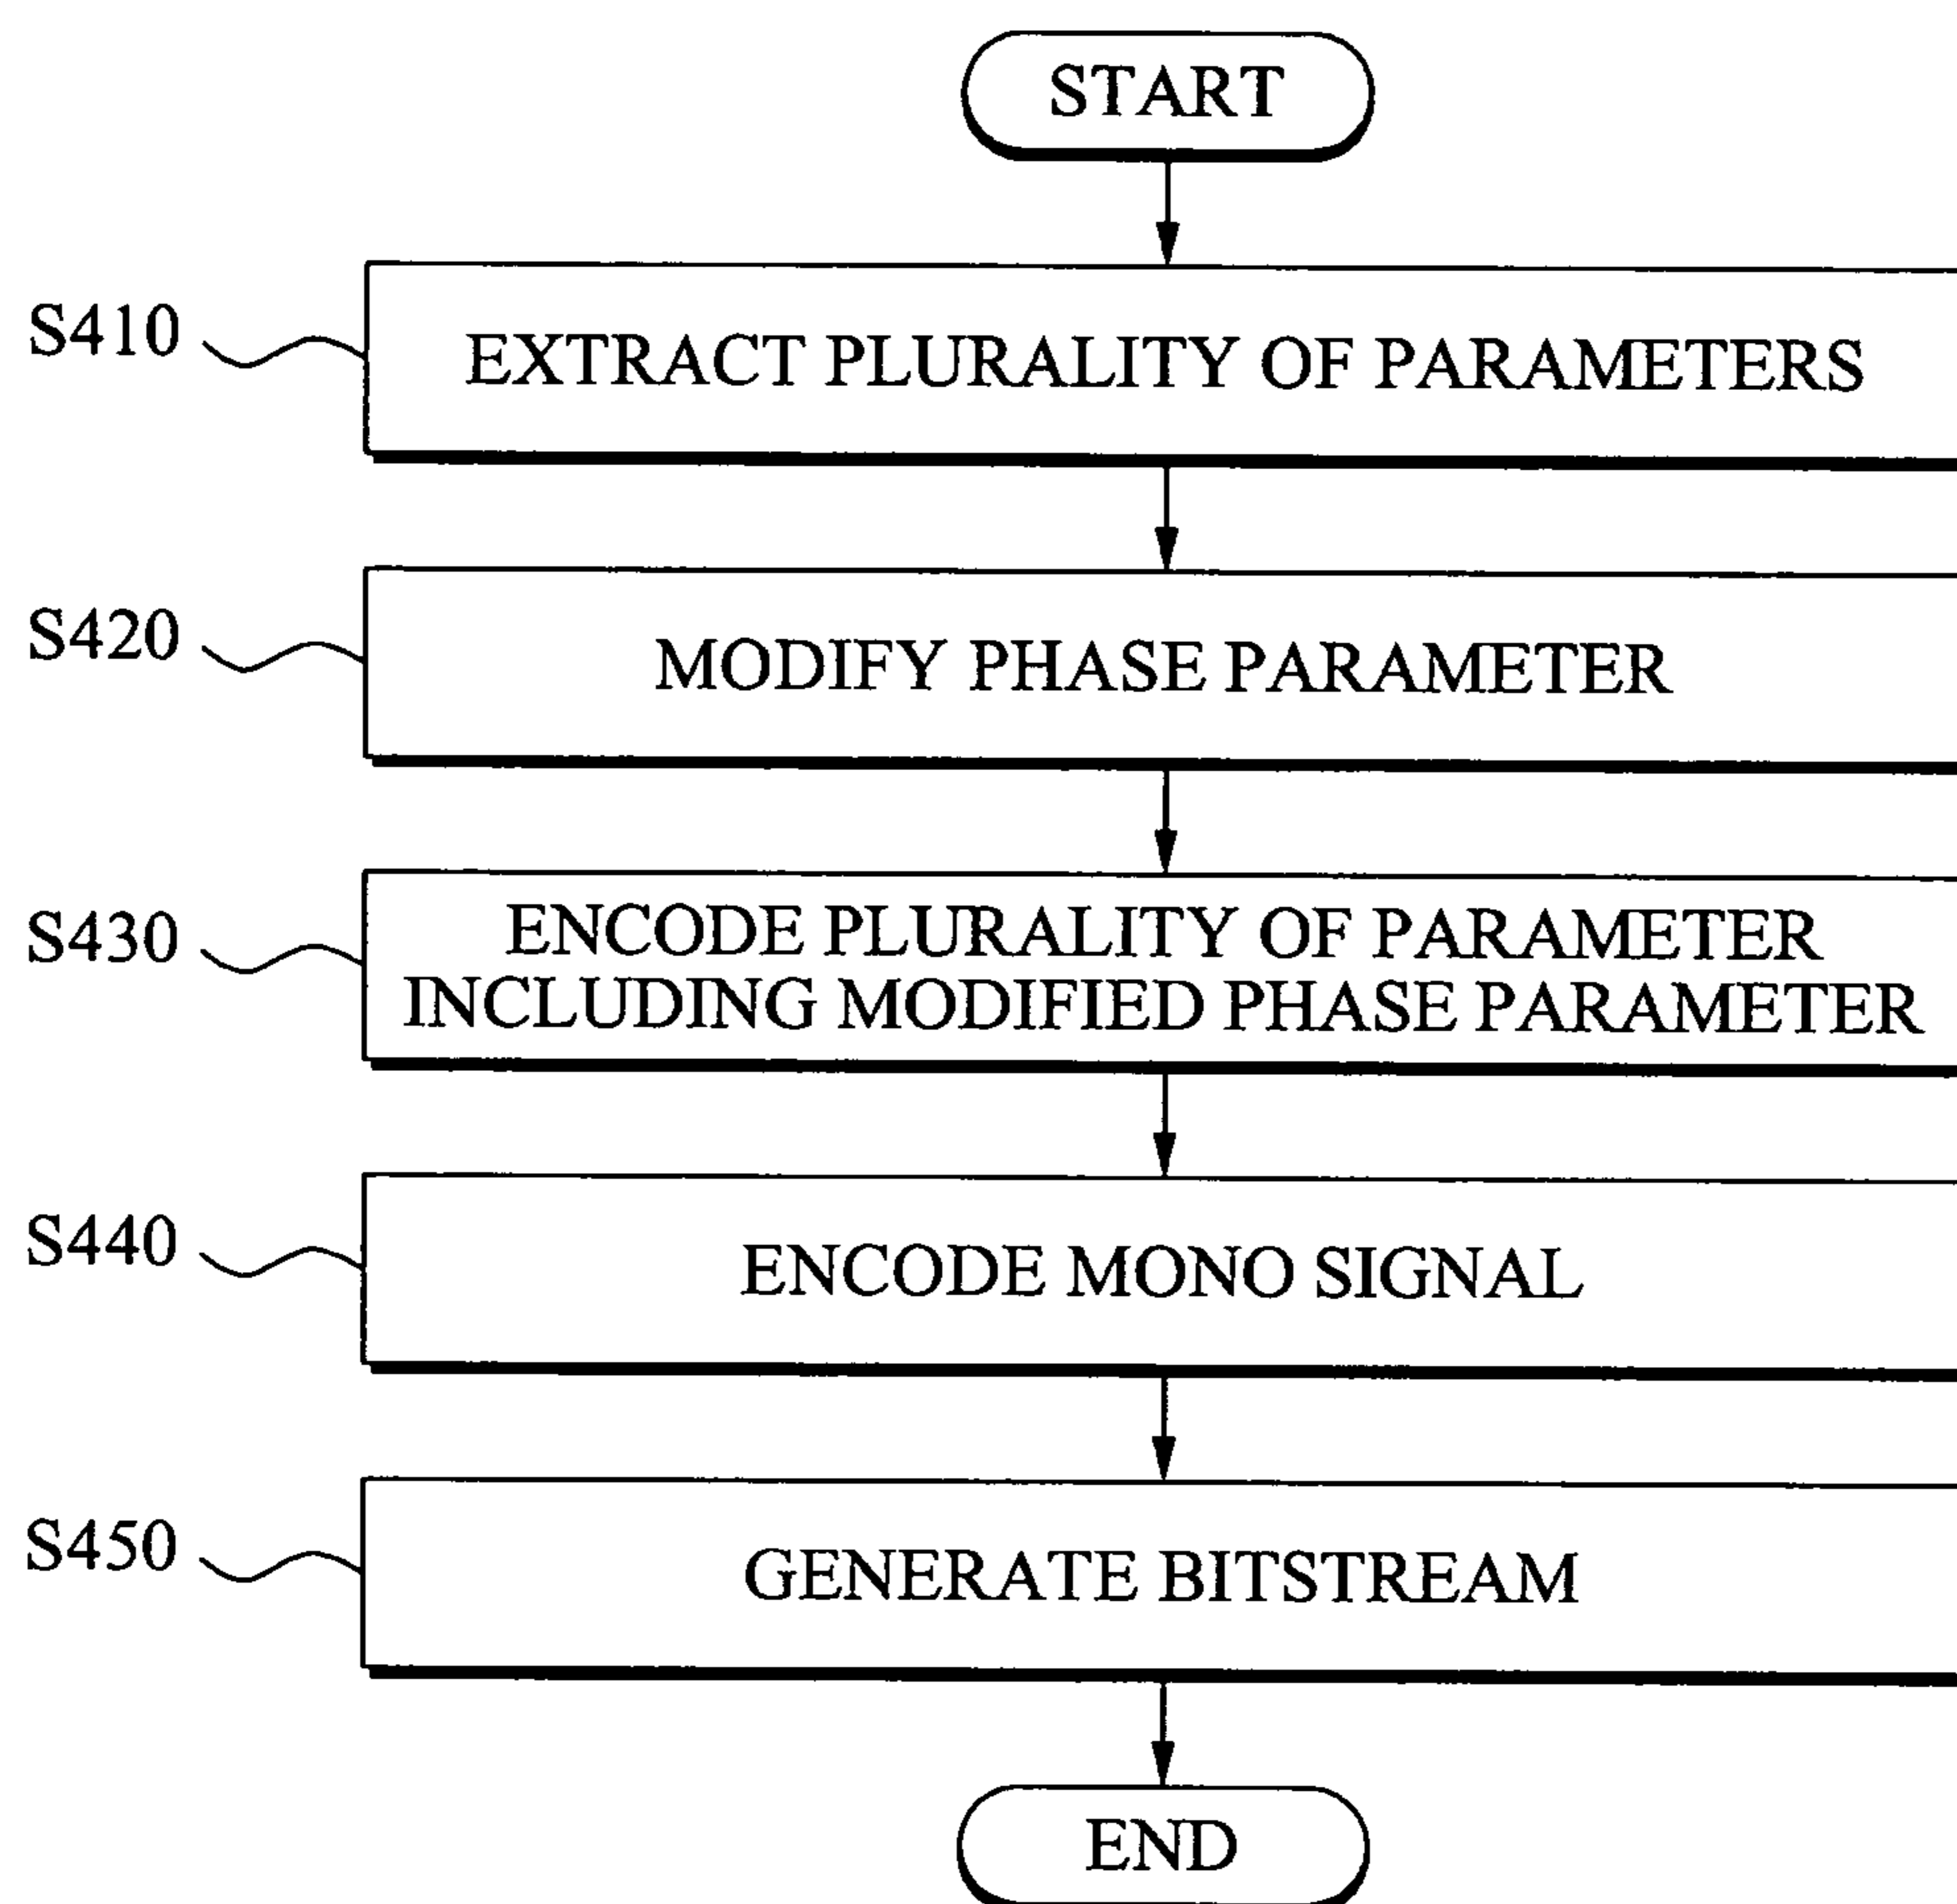 START
S410
EXTRACT PLURALITY OF PARAMETERS
S420
MODIFY PHASE PARAMETER
S430
ENCODE PLURALITY OF PARAMETER
INCLUDING MODIFIED PHASE PARAMETER
S440
ENCODE MONO SIGNAL
S450
GENERATE BITSTREAM
END